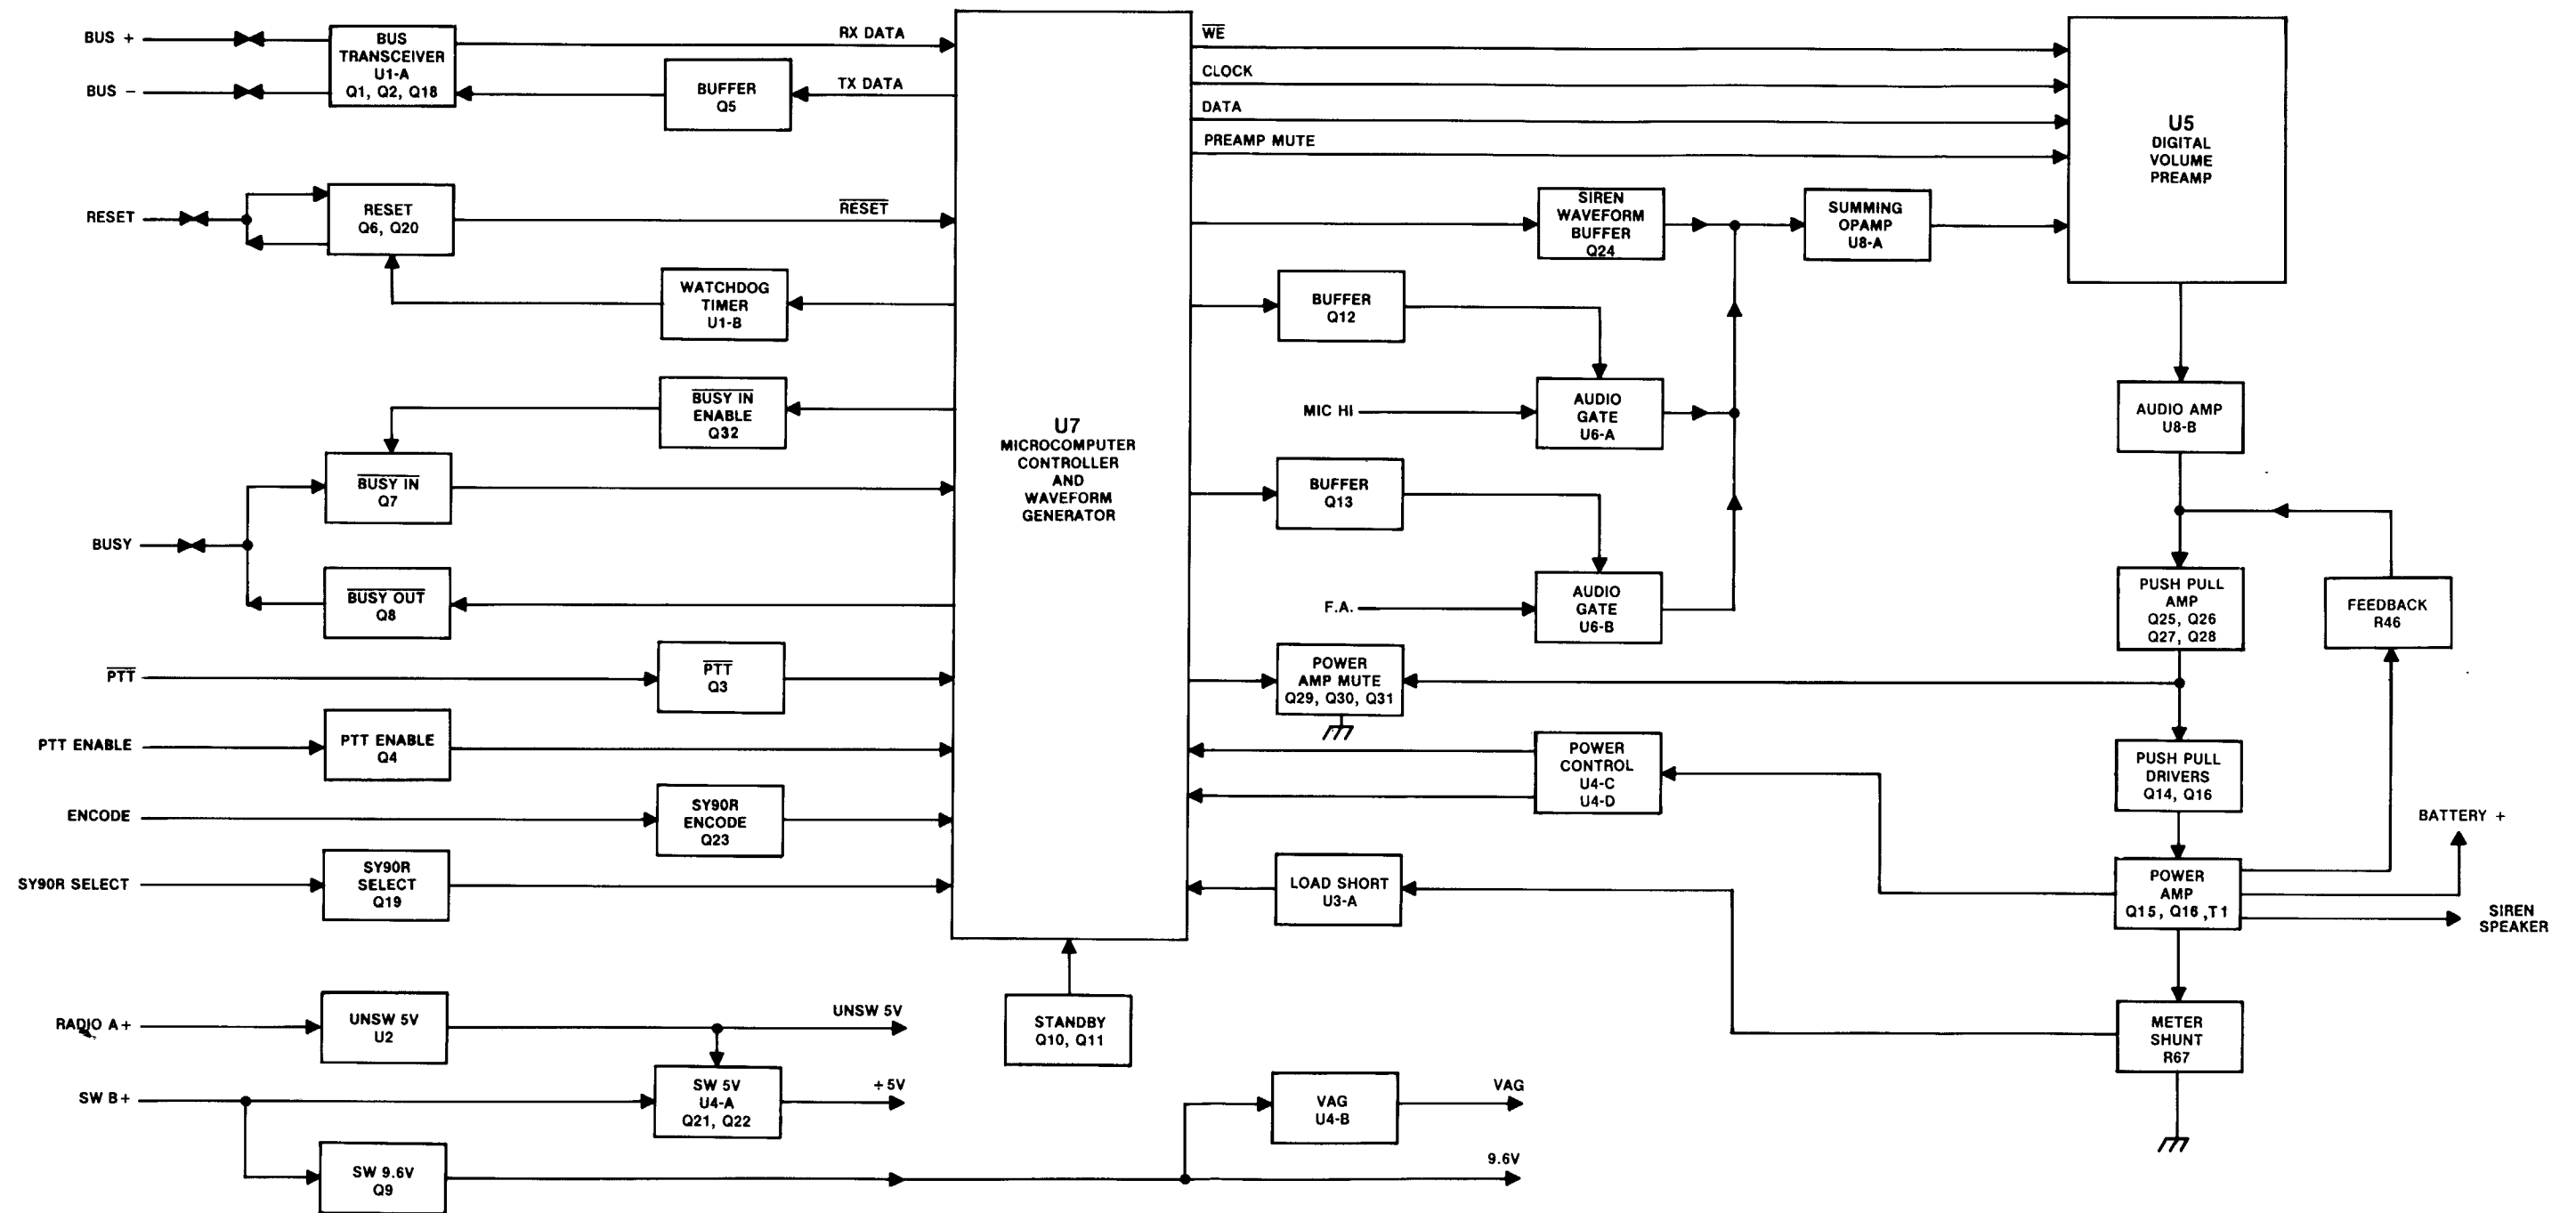 BUS +
BUS −
BUS
TRANSCEIVER
U1-A
Q1, Q2, Q18
RX DATA
TX DATA
BUFFER
Q5
RESET
RESET
Q6, Q20
RESET
WATCHDOG
TIMER
U1-B
BUSY IN
ENABLE
Q32
BUSY IN
Q7
BUSY
BUSY OUT
Q8
PTT
PTT
Q3
PTT ENABLE
PTT ENABLE
Q4
ENCODE
SY90R
ENCODE
Q23
SY90R SELECT
SY90R
SELECT
Q19
RADIO A+
UNSW 5V
U2
UNSW 5V
SW B+
SW 5V
U4-A
Q21, Q22
+5V
SW 9.6V
Q9
U7
MICROCOMPUTER
CONTROLLER
AND
WAVEFORM
GENERATOR
STANDBY
Q10, Q11
WE
CLOCK
DATA
PREAMP MUTE
SIREN
WAVEFORM
BUFFER
Q24
SUMMING
OPAMP
U8-A
U5
DIGITAL
VOLUME
PREAMP
BUFFER
Q12
MIC HI
AUDIO
GATE
U6-A
BUFFER
Q13
F.A.
AUDIO
GATE
U6-B
POWER
AMP MUTE
Q29, Q30, Q31
POWER
CONTROL
U4-C
U4-D
LOAD SHORT
U3-A
VAG
U4-B
VAG
9.6V
AUDIO AMP
U8-B
PUSH PULL
AMP
Q25, Q26
Q27, Q28
FEEDBACK
R46
PUSH PULL
DRIVERS
Q14, Q16
BATTERY +
POWER
AMP
Q15, Q16 ,T1
SIREN
SPEAKER
METER
SHUNT
R67